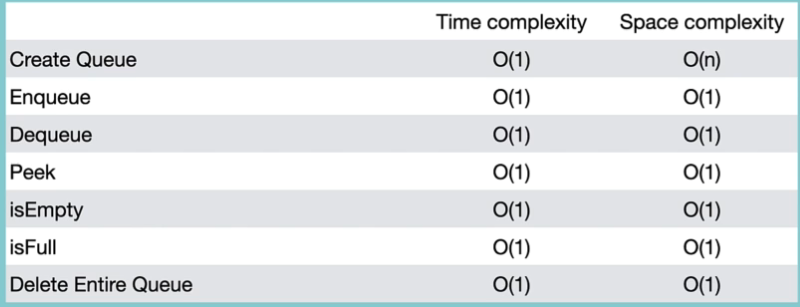 Time complexity Space complexity
Create Queue O(1) O(n)
Enqueue O(1) O(1)
Dequeue O(1) O(1)
Peek O(1) O(1)
isEmpty O(1) O(1)
isFull O(1) O(1)
Delete Entire Queue O(1) O(1)